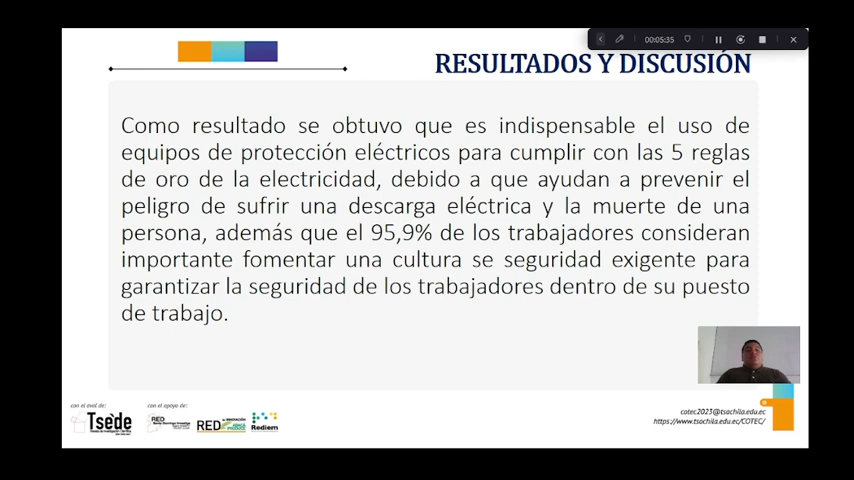 00:05:35
RESULTADOS Y DISCUSIÓN
Como resultado se obtuvo que es indispensable el uso de
equipos de protección eléctricos para cumplir con las 5 reglas
de oro de la electricidad, debido a que ayudan a prevenir el
peligro de sufrir una descarga eléctrica y la muerte de una
persona, además que el 95,9% de los trabajadores consideran
importante fomentar una cultura se seguridad exigente para
garantizar la seguridad de los trabajadores dentro de su puesto
de trabajo.
con el aval de:
con el apoyo de:
Tsëde
RED
RED
Rediem
cotec2023@tsachila.edu.ec
https://www.tsachila.edu.ec/COTEC/